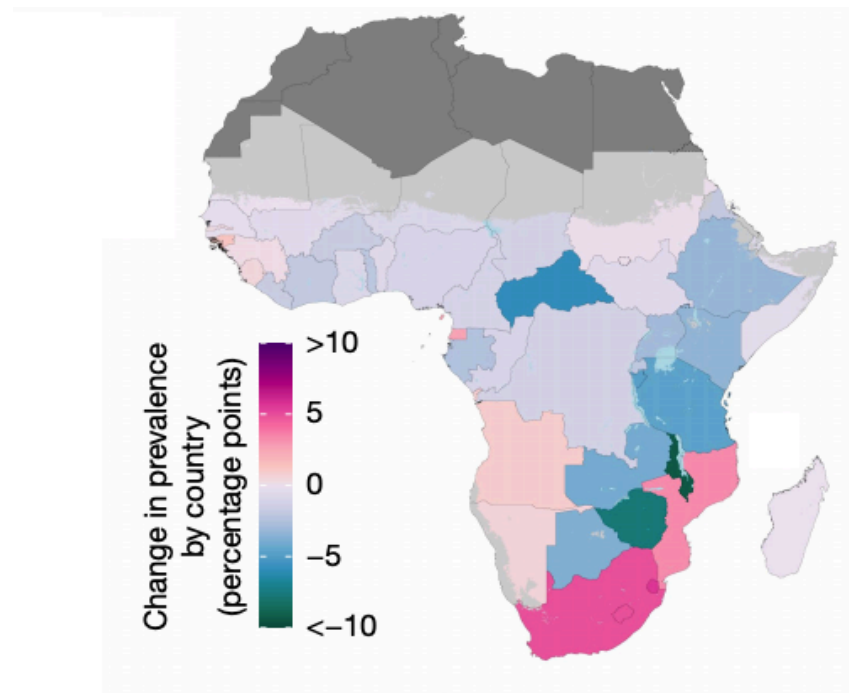 Change in prevalence
by country
(percentage points)
>10
5
0
−5
<−10